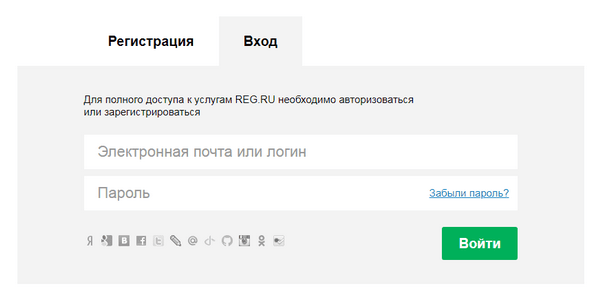 Регистрация
Вход
Для полного доступа к услугам REG.RU необходимо авторизоваться
или зарегистрироваться
Электронная почта или логин
Пароль
Забыли пароль?
Войти